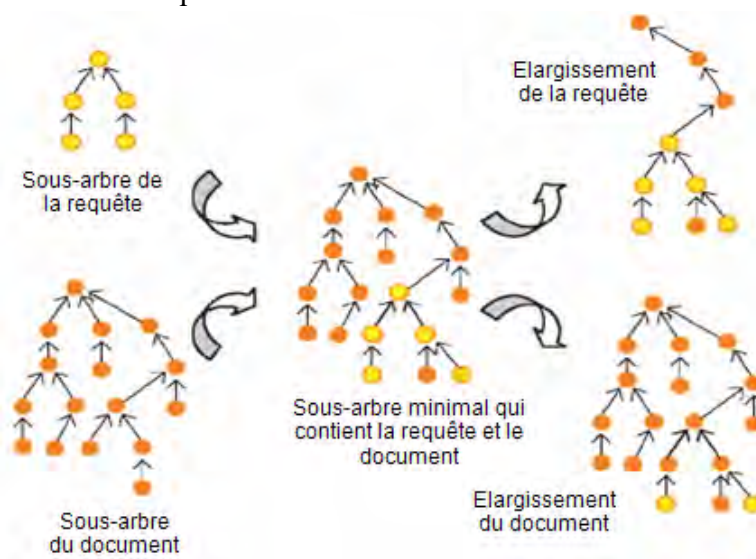 Sous-arbre de
la requête
Elargissement
de la requête
Sous-arbre minimal qui
contient la requête et le
document
Sous-arbre
du document
Elargissement
du document